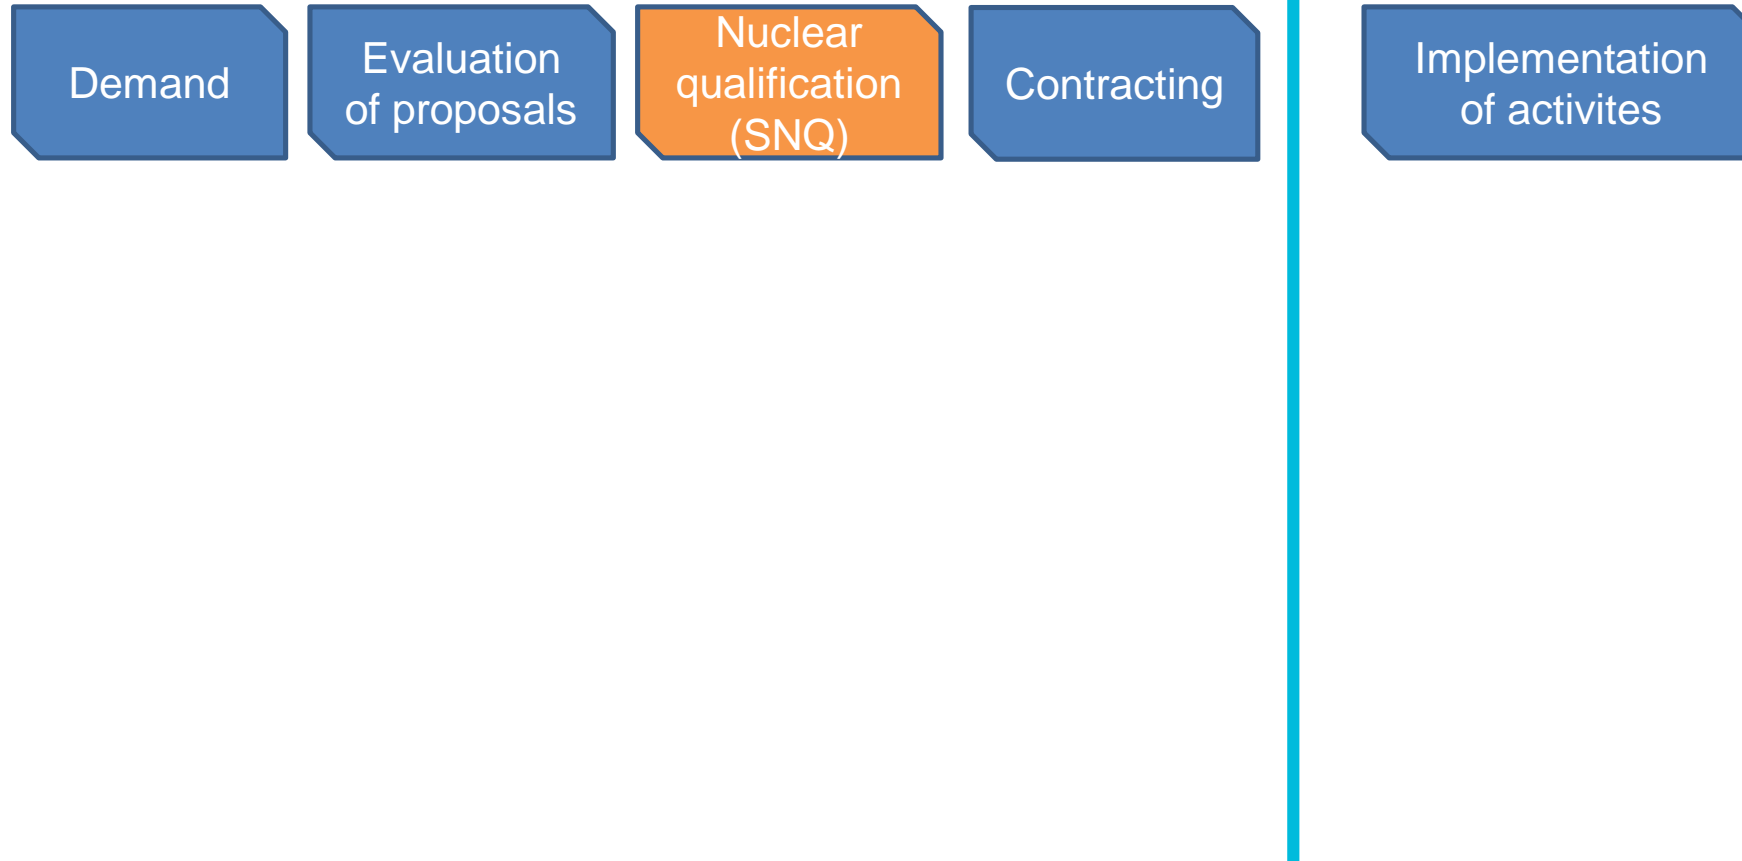 Demand
Evaluation
of proposals
Nuclear
qualification
(SNQ)
Contracting
Implementation
of activites